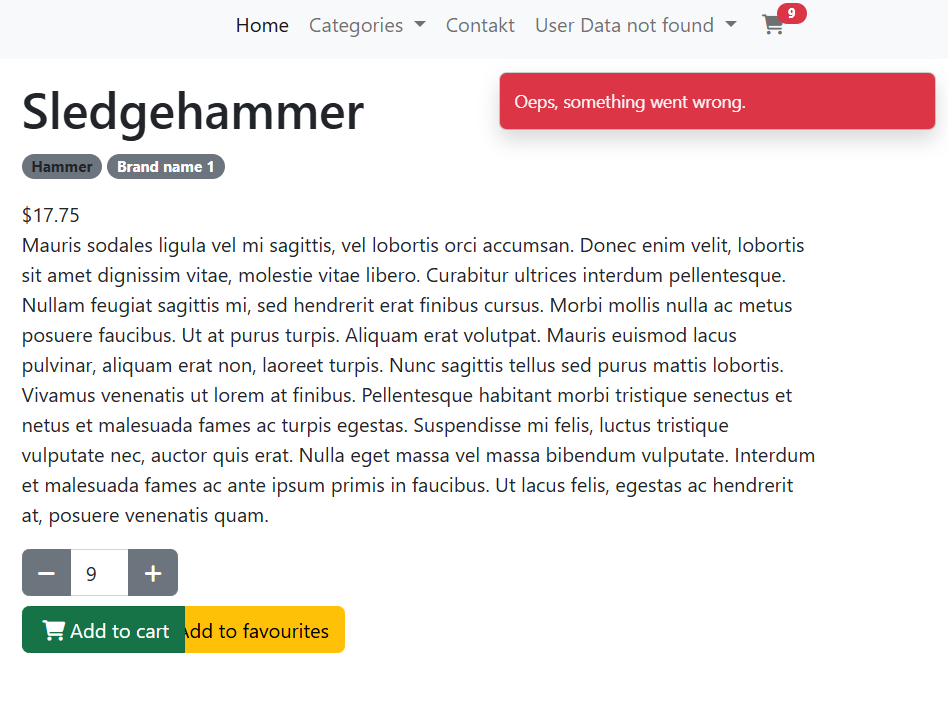 Home Categories Contakt User Data not found 9
Oeps, something went wrong.
Sledgehammer
Hammer Brand name 1
$17.75
Mauris sodales ligula vel mi sagittis, vel lobortis orci accumsan. Donec enim velit, lobortis
sit amet dignissim vitae, molestie vitae libero. Curabitur ultrices interdum pellentesque.
Nullam feugiat sagittis mi, sed hendrerit erat finibus cursus. Morbi mollis nulla ac metus
posuere faucibus. Ut at purus turpis. Aliquam erat volutpat. Mauris euismod lacus
pulvinar, aliquam erat non, laoreet turpis. Nunc sagittis tellus sed purus mattis lobortis.
Vivamus venenatis ut lorem at finibus. Pellentesque habitant morbi tristique senectus et
netus et malesuada fames ac turpis egestas. Suspendisse mi felis, luctus tristique
vulputate nec, auctor quis erat. Nulla eget massa vel massa bibendum vulputate. Interdum
et malesuada fames ac ante ipsum primis in faucibus. Ut lacus felis, egestas ac hendrerit
at, posuere venenatis quam.
9
Add to cart Add to favourites